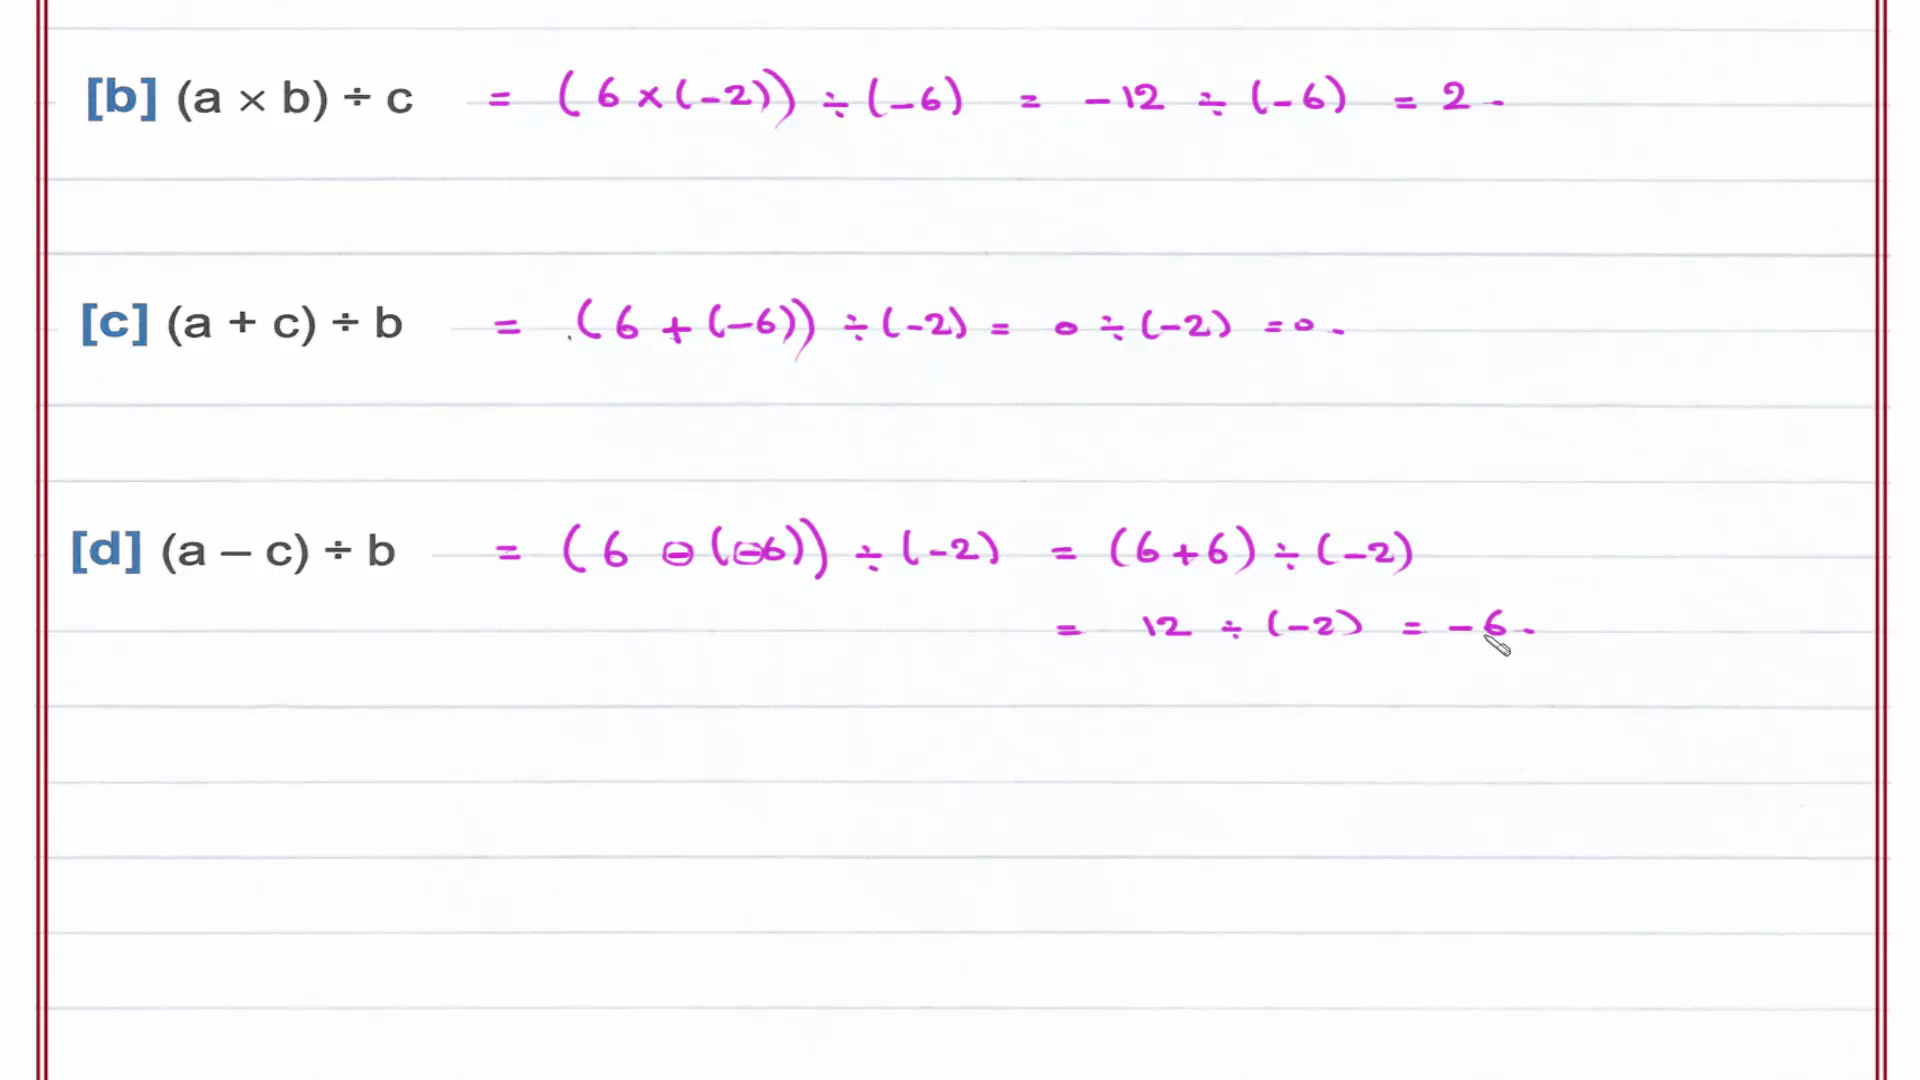 [b] (a × b) ÷ c = (6 × (-2)) ÷ (-6) = -12 ÷ (-6) = 2.
[c] (a + c) ÷ b = (6 + (-6)) ÷ (-2) = 0 ÷ (-2) = 0.
[d] (a – c) ÷ b = (6 - (-6)) ÷ (-2) = (6+6) ÷ (-2)
= 12 ÷ (-2) = -6.